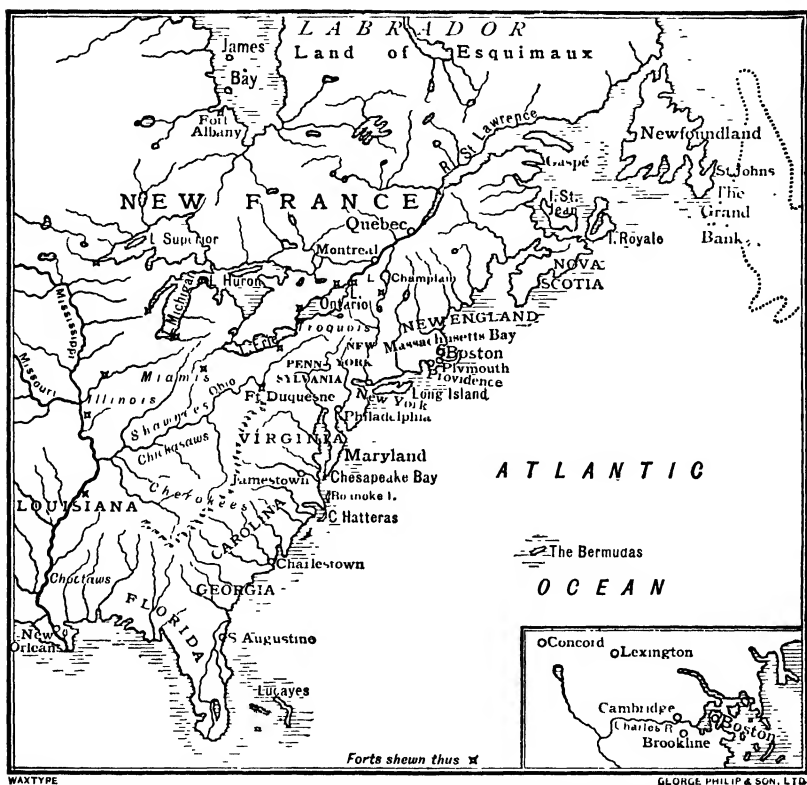 LABRADOR
Land of Esquimaux
James
Bay
Fort
Albany
R. St Lawrence
Newfoundland
Gaspé
St Johns
The
Grand
Bank
NEW FRANCE
I. St.
Jean
Quebec
I. Royale
L. Superior
Montreal
NOVA
SCOTIA
L. Huron
L. Champlain
Michigan
L.
Ontario
Mississippi
Iroquois
NEW ENGLAND
L. Erie
NEW
YORK
Massachusetts Bay
Boston
Plymouth
Providence
PENN
SYLVANIA
Missouri
Miamis
Ohio
Illinois
Ft Duquesne
New York
Long Island
Shawnees
Philadelphia
VIRGINIA
Chickasaws
Maryland
ATLANTIC
Cherokees
Jamestown
Chesapeake Bay
Roanoke I.
LOUISIANA
CAROLINA
C Hatteras
The Bermudas
OCEAN
Charlestown
Choctaws
GEORGIA
FLORIDA
New
Orleans
S Augustine
Lucayes
Concord
Lexington
Cambridge
Charles R.
Boston
Brookline
Forts shewn thus
WAXTYPE
GEORGE PHILIP & SON, LTD